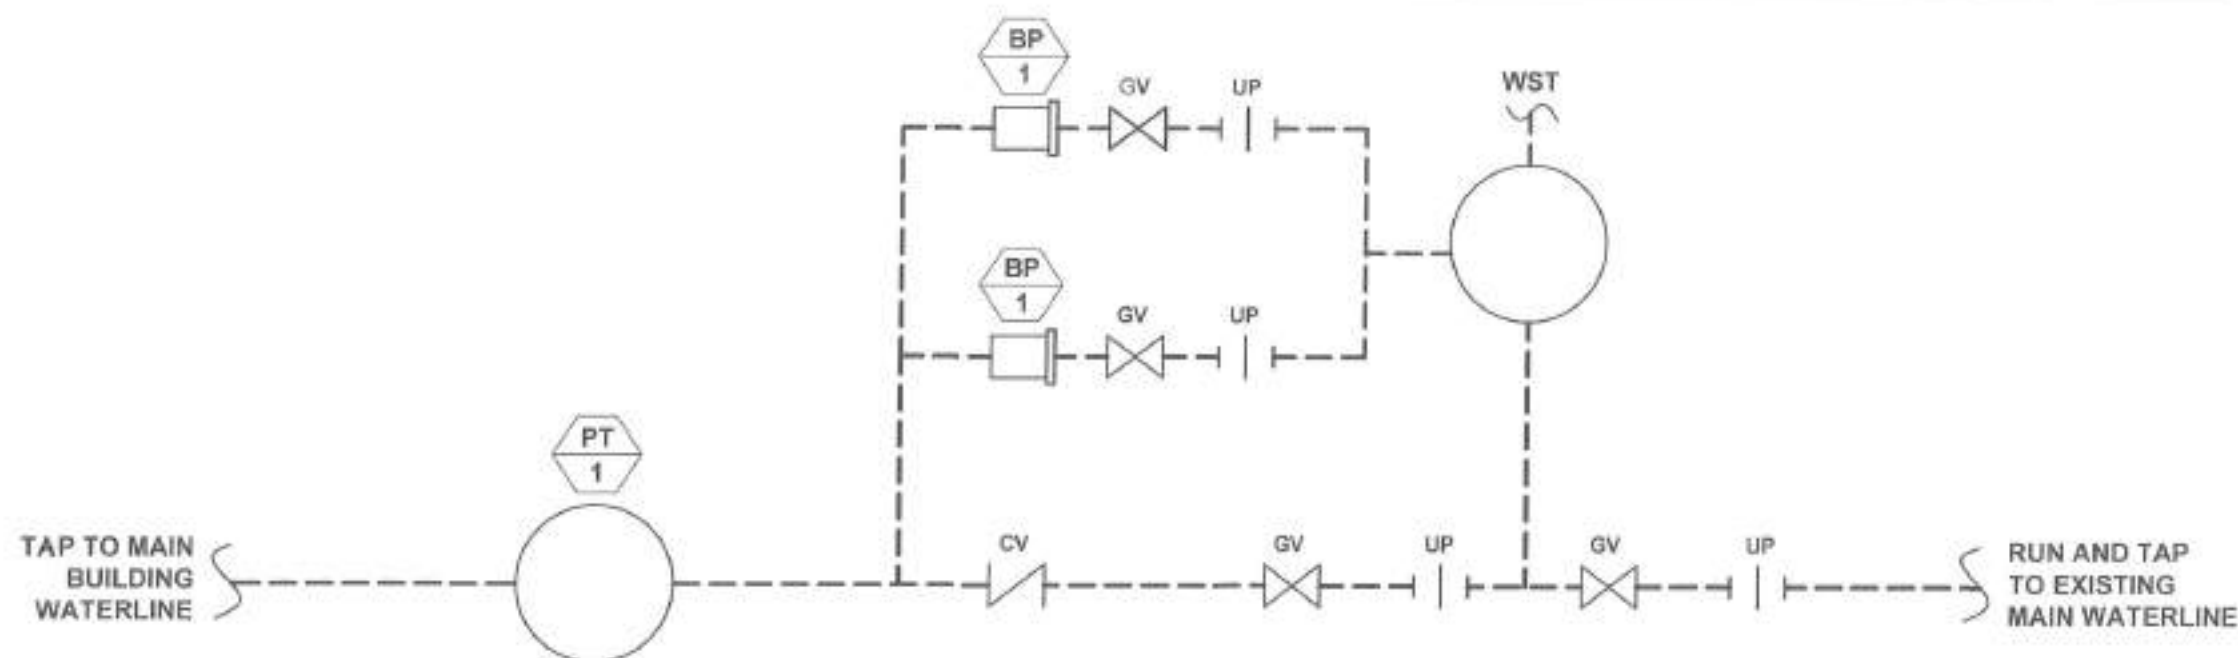 BP
1
GV
UP
WST
BP
1
GV
UP
PT
1
TAP TO MAIN
BUILDING
WATERLINE
CV
GV
UP
GV
UP
RUN AND TAP
TO EXISTING
MAIN WATERLINE